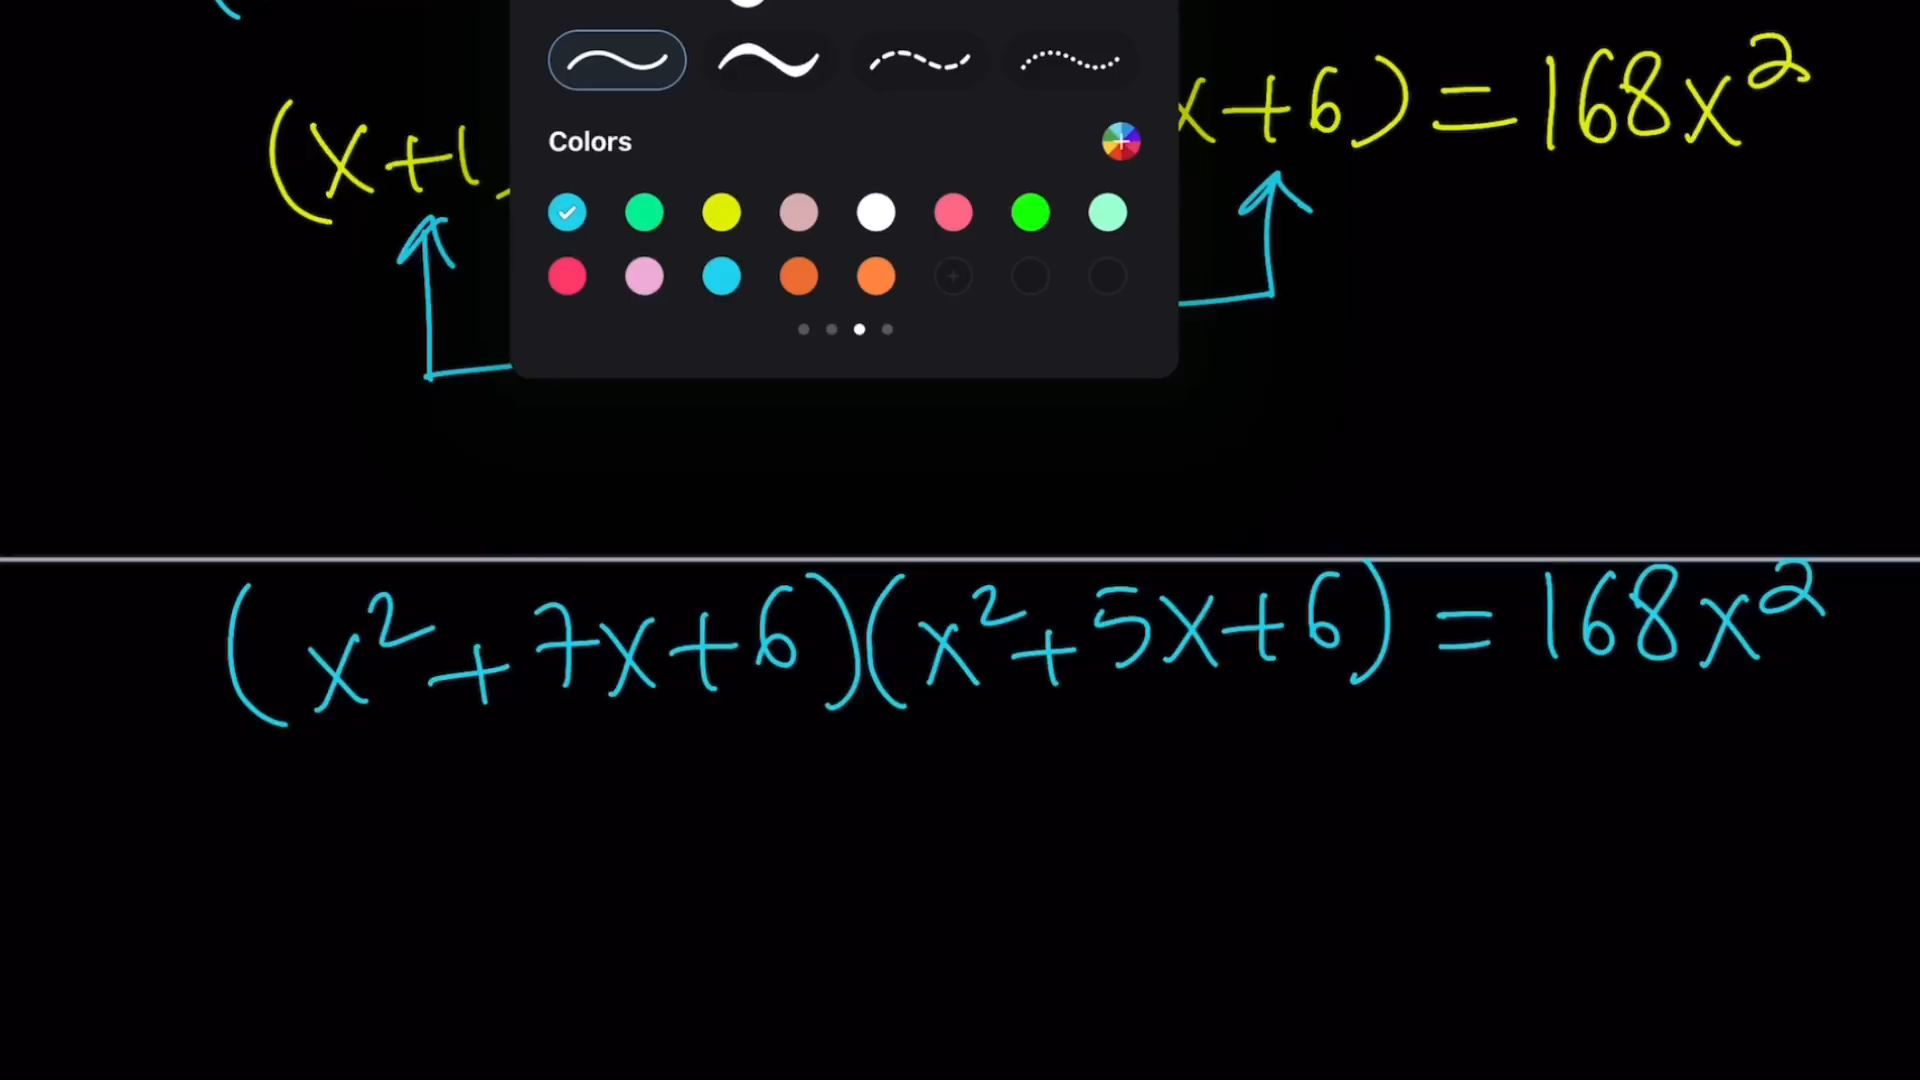 (x+1
x+6) = 168x²
Colors
(x²+7x+6)(x²+5x+6) = 168x²